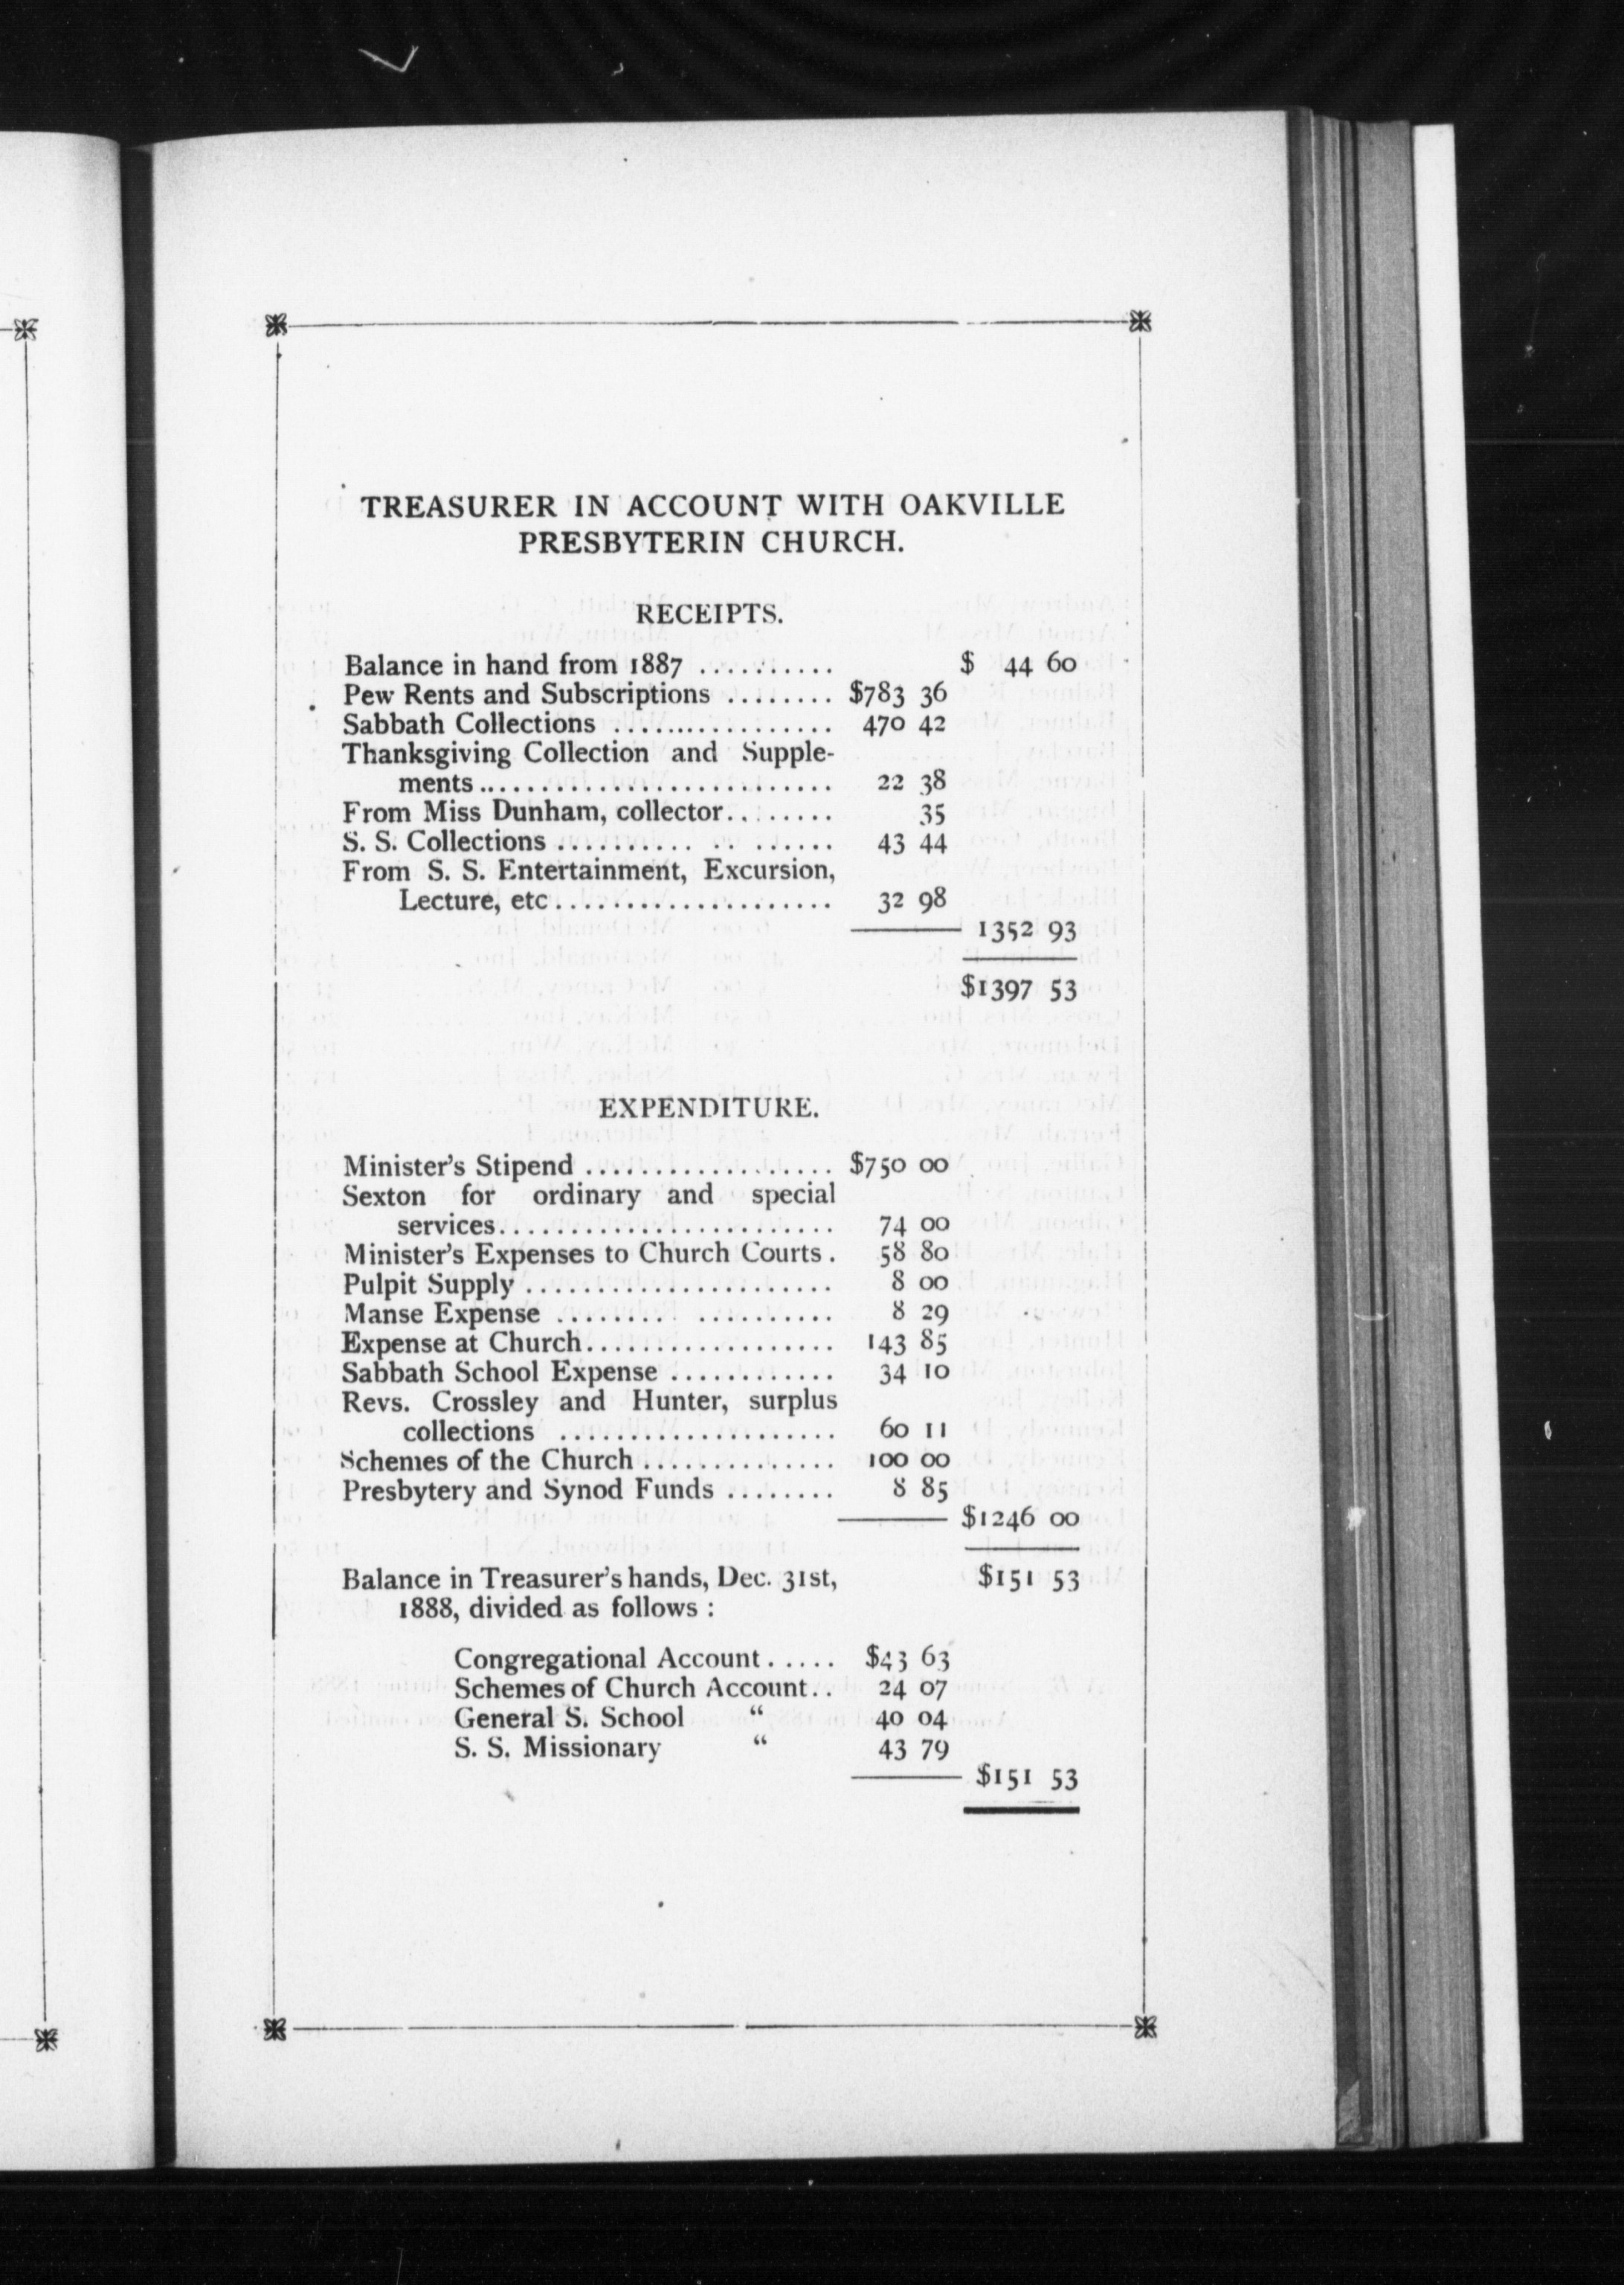 TREASURER IN ACCOUNT WITH OAKVILLE
PRESBYTERIN CHURCH.
RECEIPTS.
Balance in hand from 1887 .......... $ 44 60
Pew Rents and Subscriptions ........ $783 36
Sabbath Collections ................ 470 42
Thanksgiving Collection and Supple-
ments .......................... 22 38
From Miss Dunham, collector........ 35
S. S. Collections .......... .. ...... 43 44
From S. S. Entertainment, Excursion,
Lecture, etc.................... 32 98
1352 93
$1397 53
EXPENDITURE.
Minister's Stipend .................. $750 00
Sexton for ordinary and special
services........................ 74 00
Minister's Expenses to Church Courts . 58 80
Pulpit Supply ...................... 8 00
Manse Expense ........ .......... 8 29
Expense at Church.................. 143 85
Sabbath School Expense ............ 34 10
Revs. Crossley and Hunter, surplus
collections .................... 60 11
Schemes of the Church .............. 100 00
Presbytery and Synod Funds ........ 8 85
$1246 00
Balance in Treasurer's hands, Dec. 31st, $151 53
1888, divided as follows :
Congregational Account ..... $43 63
Schemes of Church Account.. 24 07
General S. School " 40 04
S. S. Missionary " 43 79
$151 53